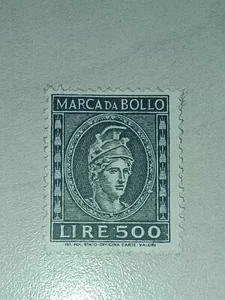 MARCA DA BOLLO
LIRE 500
IST. POL. STATO-OFFICINA CARTE VALORI